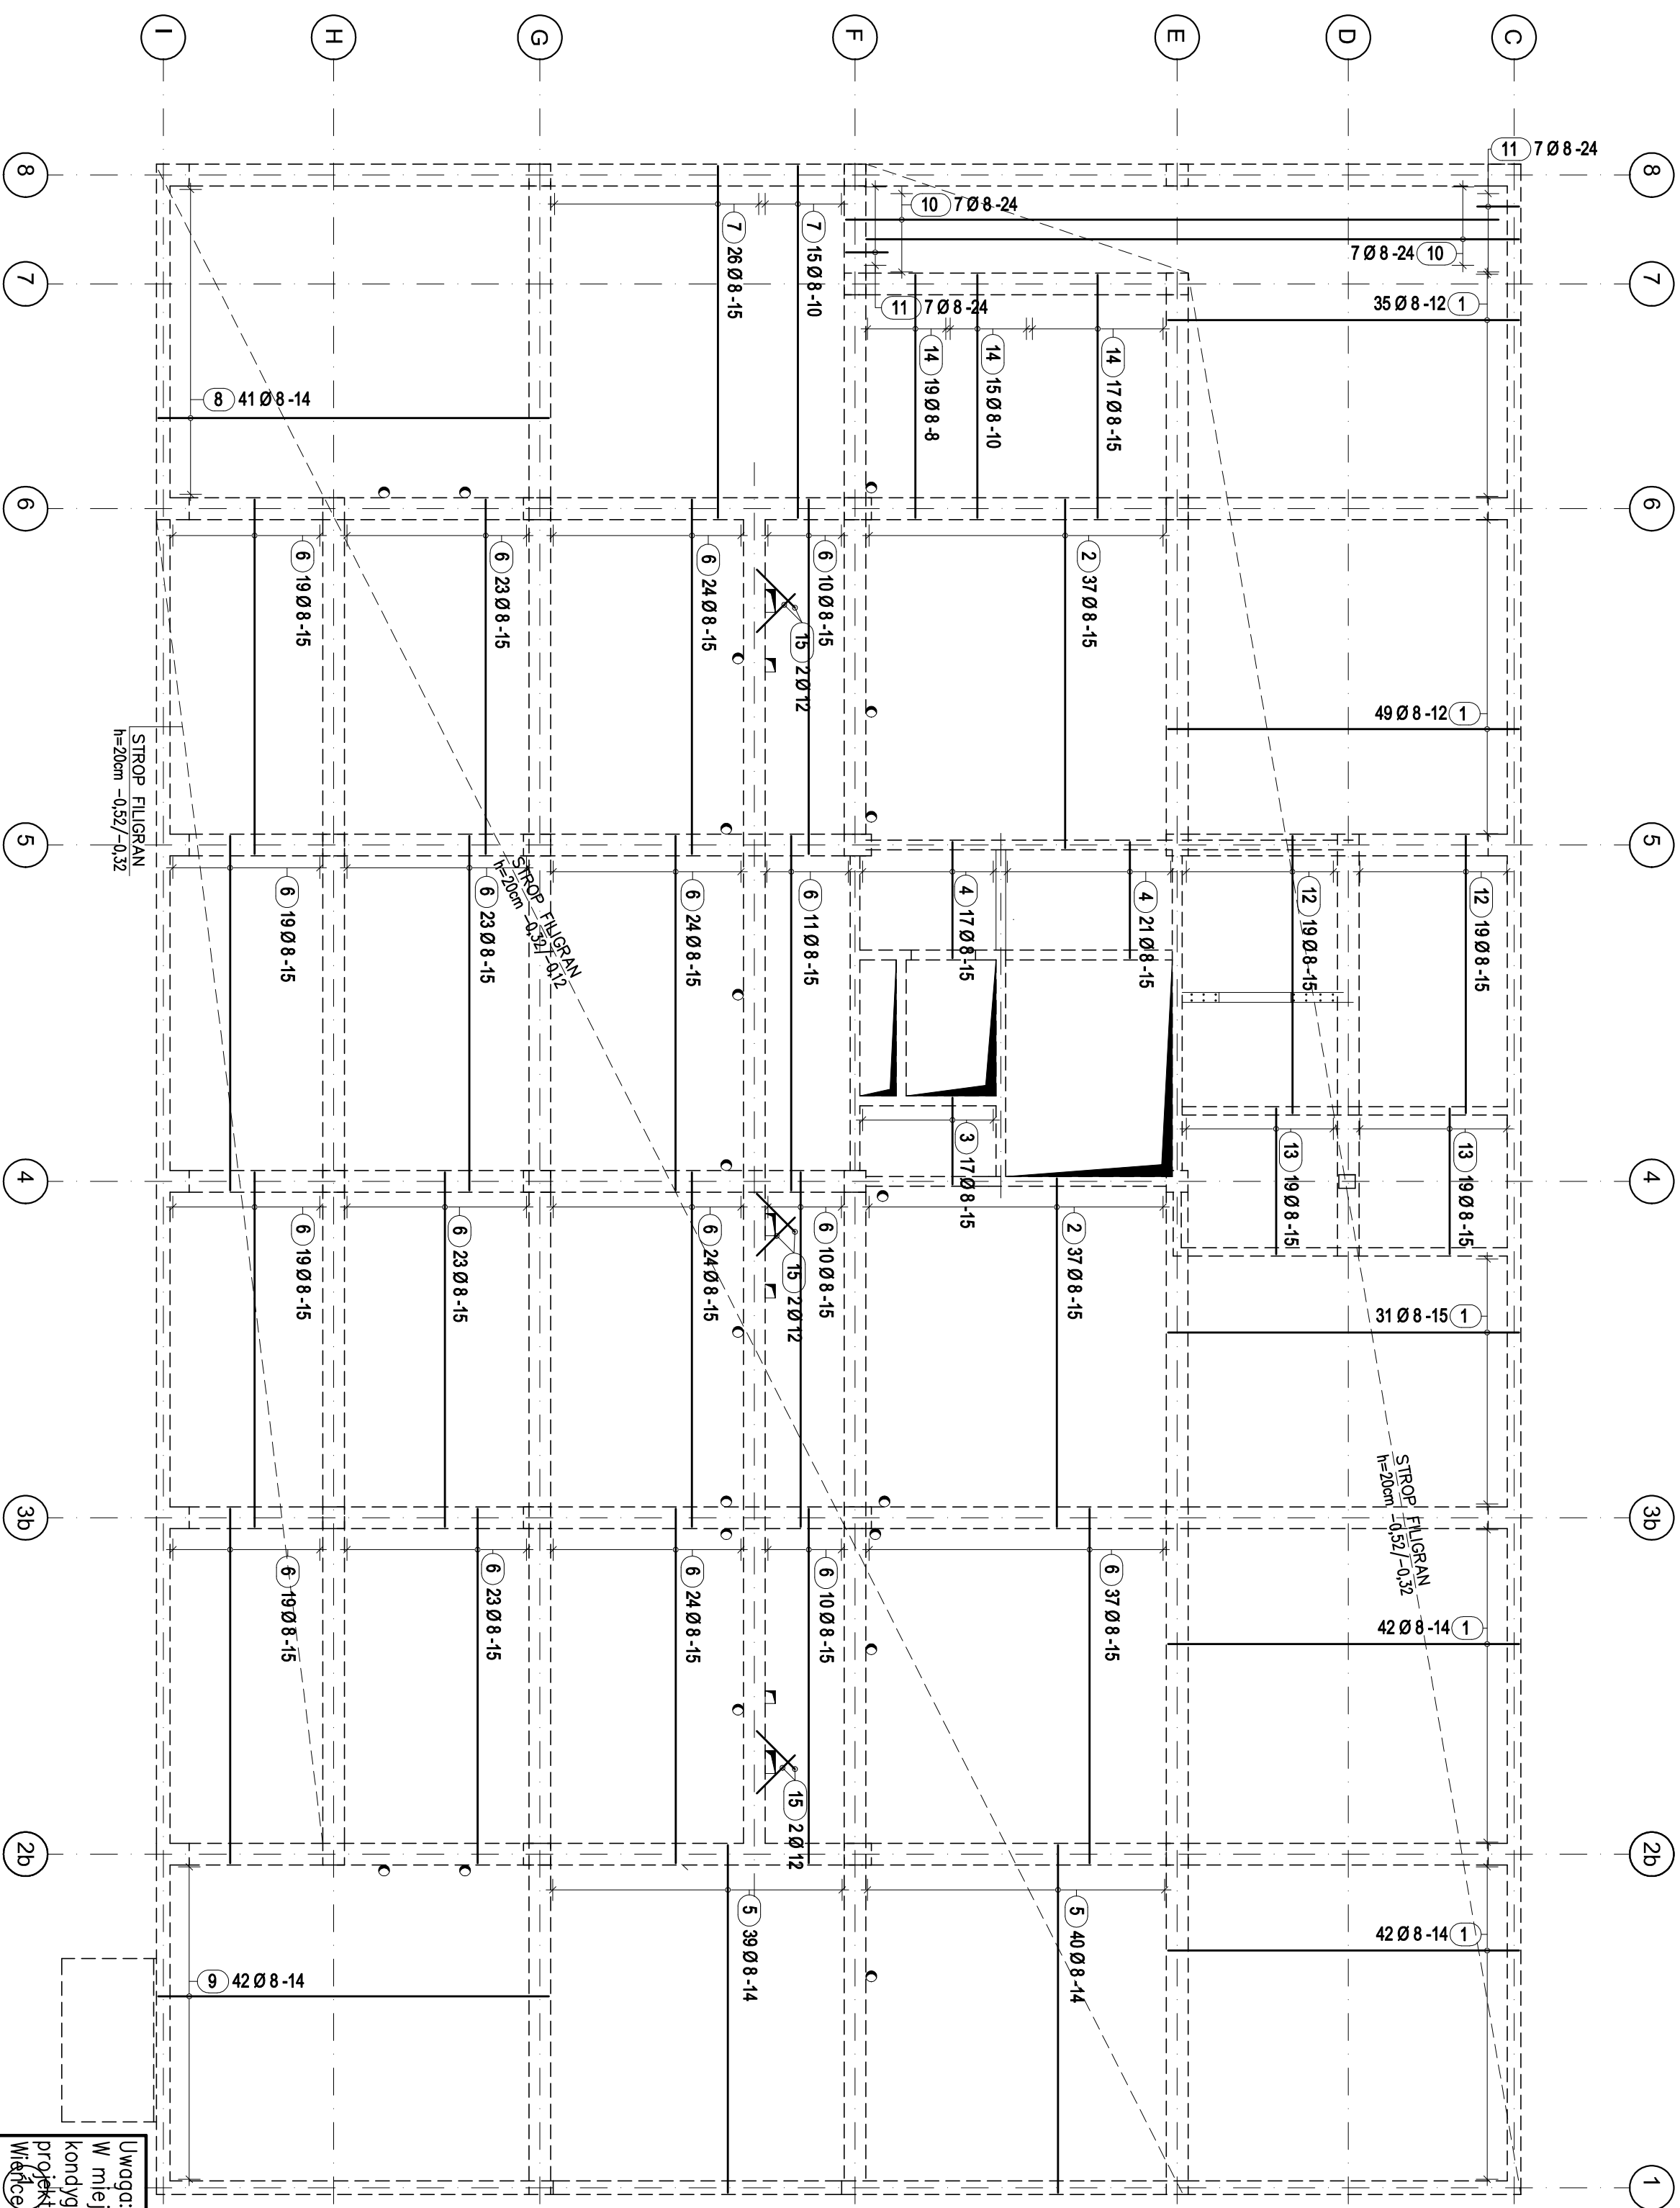 I
H
G
F
E
D
C
8
8
11 7 Ø 8 -24
10 7 Ø 8 -24
7 Ø 8 -24 10
7 26 Ø 8 -15
7 15 Ø 8 -10
7
7
11 7 Ø 8 -24
35 Ø 8 -12 1
14 19 Ø 8 -8
14 15 Ø 8 -10
14 17 Ø 8 -15
8 41 Ø 8 -14
6
6
6 19 Ø 8 -15
6 23 Ø 8 -15
6 24 Ø 8 -15
6 10 Ø 8 -15
2 37 Ø 8 -15
15 2 Ø 12
49 Ø 8 -12 1
STROP FILIGRAN
h=20cm -0,52/-0,32
5
5
STROP FILIGRAN
h=20cm -0,32/-0,12
6 19 Ø 8 -15
6 23 Ø 8 -15
6 24 Ø 8 -15
6 11 Ø 8 -15
4 17 Ø 8 -15
4 21 Ø 8 -15
12 19 Ø 8 -15
12 19 Ø 8 -15
3 17 Ø 8 -15
13 19 Ø 8 -15
13 19 Ø 8 -15
4
4
6 19 Ø 8 -15
6 23 Ø 8 -15
6 24 Ø 8 -15
6 10 Ø 8 -15
2 37 Ø 8 -15
15 2 Ø 12
31 Ø 8 -15 1
STROP FILIGRAN
h=20cm -0,52/-0,32
3b
3b
6 19 Ø 8 -15
6 23 Ø 8 -15
6 24 Ø 8 -15
6 10 Ø 8 -15
6 37 Ø 8 -15
42 Ø 8 -14 1
15 2 Ø 12
2b
2b
5 39 Ø 8 -14
5 40 Ø 8 -14
42 Ø 8 -14 1
9 42 Ø 8 -14
1
Uwaga:
W miej
kondyg
projekt